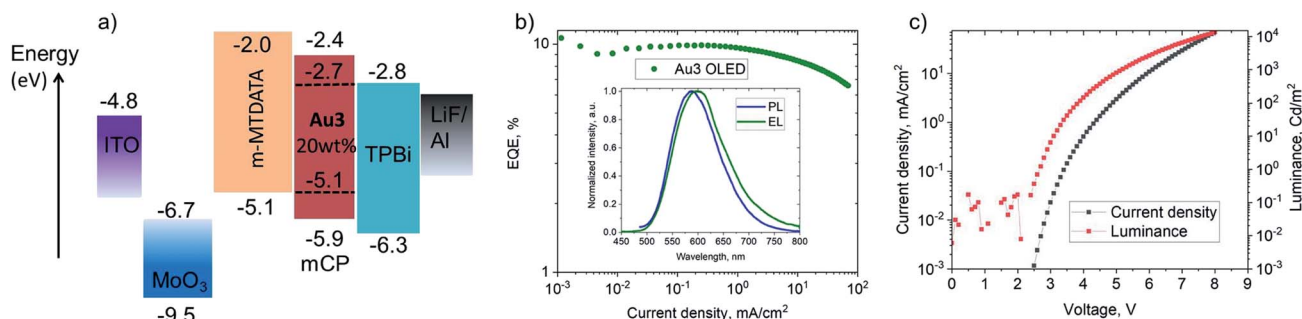 a)
Energy
(eV)
-4.8
ITO
-6.7
MoO₃
-9.5
-2.0
m-MTDATA
-5.1
-2.4
-2.7
Au3
20wt%
-5.1
-5.9
mCP
-2.8
TPBi
-6.3
LiF/
Al
b)
EQE, %
10
1
Au3 OLED
Normalized intensity, a.u.
1.0
0.8
0.6
0.4
0.2
0.0
PL
EL
450 500 550 600 650 700 750 800
Wavelength, nm
10⁻³ 10⁻² 10⁻¹ 10⁰ 10¹ 10²
Current density, mA/cm²
c)
Current density, mA/cm²
10¹
10⁰
10⁻¹
10⁻²
10⁻³
Current density
Luminance
10⁴
10³
10²
10¹
10⁰
10⁻¹
10⁻²
10⁻³
Luminance, Cd/m²
0 1 2 3 4 5 6 7 8 9
Voltage, V